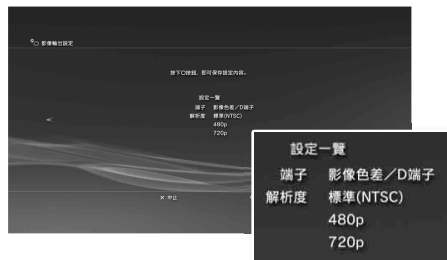 影像輸出設定
按下○按鈕，即可保存設定內容。
設定一覽
端子 影像色差／D端子
解析度 標準(NTSC)
480p
720p
× 中止
設定一覽
端子 影像色差／D端子
解析度 標準(NTSC)
480p
720p